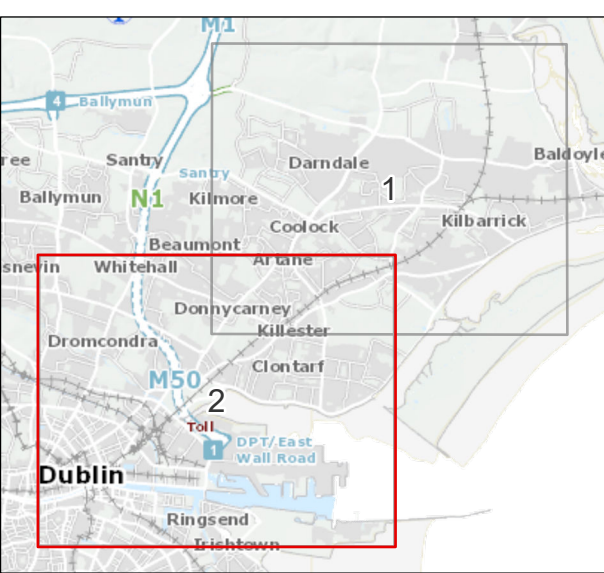 M1
4
Ballymun
ree
Santry
Santry
Darndale
Baldoyle
1
Ballymun
N1
Kilmore
Coolock
Kilbarrick
Beaumont
Artane
snevin
Whitehall
Donnycarney
Killester
Dromcondra
Clontarf
M50
2
Toll
1
DPT/East
Wall Road
Dublin
Ringsend
Irishtown